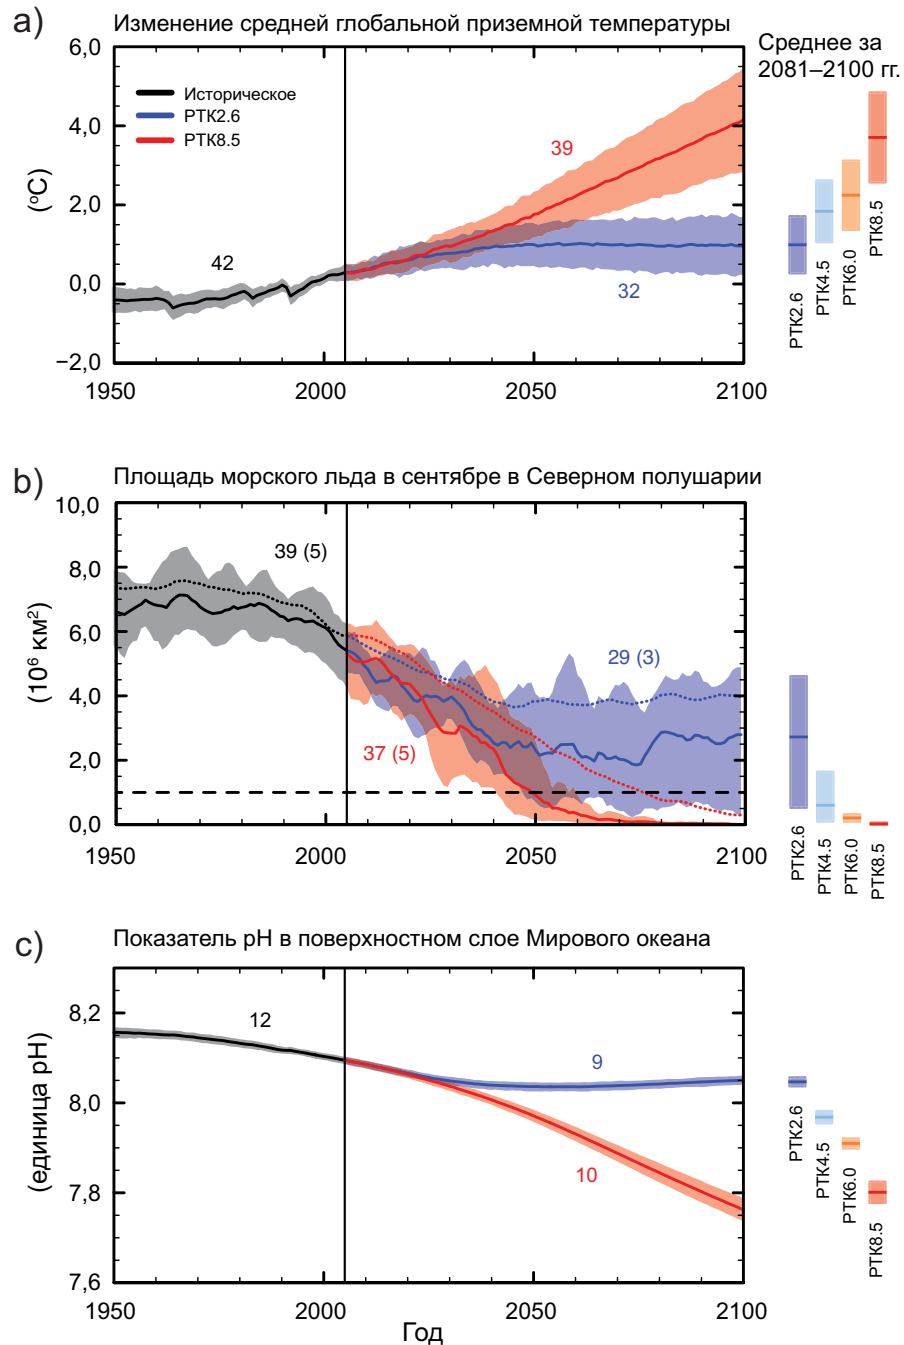 a)
Изменение средней глобальной приземной температуры
Среднее за
2081–2100 гг.
6,0
4,0
2,0
0,0
−2,0
(°C)
Историческое
РТК2.6
РТК8.5
42
39
32
1950
2000
2050
2100
РТК2.6
РТК4.5
РТК6.0
РТК8.5
b)
Площадь морского льда в сентябре в Северном полушарии
10,0
8,0
6,0
4,0
2,0
0,0
(10⁶ км²)
39 (5)
29 (3)
37 (5)
1950
2000
2050
2100
РТК2.6
РТК4.5
РТК6.0
РТК8.5
c)
Показатель pH в поверхностном слое Мирового океана
8,2
8,0
7,8
7,6
(единица pH)
12
9
10
1950
2000
2050
2100
Год
РТК2.6
РТК4.5
РТК6.0
РТК8.5